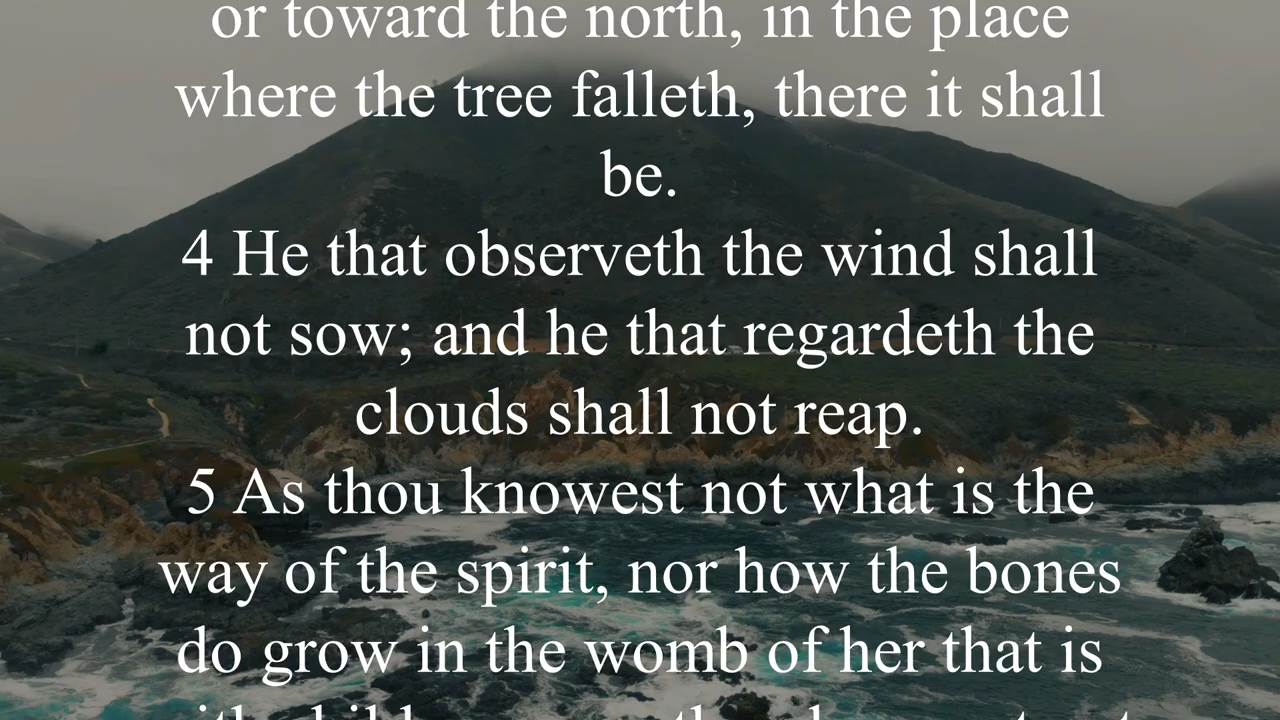 or toward the north, in the place
where the tree falleth, there it shall
be.
4 He that observeth the wind shall
not sow; and he that regardeth the
clouds shall not reap.
5 As thou knowest not what is the
way of the spirit, nor how the bones
do grow in the womb of her that is